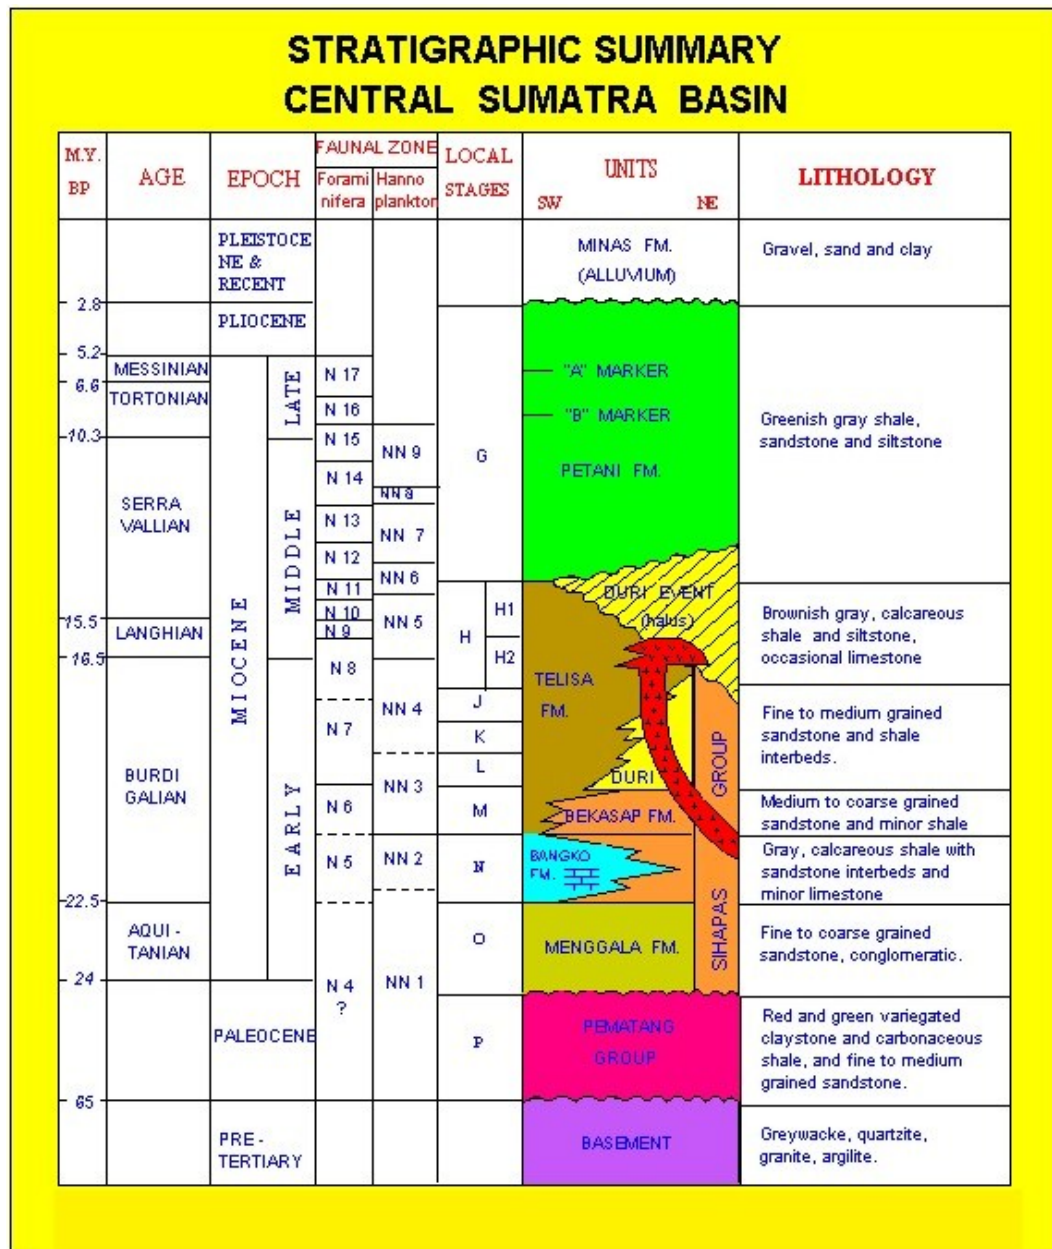 STRATIGRAPHIC SUMMARY
CENTRAL SUMATRA BASIN
M.Y.
BP
AGE
EPOCH
FAUNAL ZONE
Forami
nifera
Hanno
plankton
LOCAL
STAGES
UNITS
SW
NE
LITHOLOGY
2.8
5.2
6.6
10.3
15.5
16.5
22.5
24
65
MESSINIAN
TORTONIAN
SERRA
VALLIAN
LANGHIAN
BURDI
GALIAN
AQUI -
TANIAN
PLEISTOCE
NE &
RECENT
PLIOCENE
MIOCENE
LATE
MIDDLE
EARLY
PALEOCENE
PRE -
TERTIARY
N 17
N 16
N 15
N 14
N 13
N 12
N 11
N 10
N 9
N 8
N 7
N 6
N 5
N 4
?
NN 9
NN 8
NN 7
NN 6
NN 5
NN 4
NN 3
NN 2
NN 1
G
H
H1
H2
J
K
L
M
N
O
P
MINAS FM.
(ALLUVIUM)
"A" MARKER
"B" MARKER
PETANI FM.
DURI EVENT
(halus)
TELISA
FM.
DURI
BEKASAP FM.
BANGKO
FM.
MENGGALA FM.
SIHAPAS GROUP
PEMATANG
GROUP
BASEMENT
Gravel, sand and clay
Greenish gray shale,
sandstone and siltstone
Brownish gray, calcareous
shale and siltstone,
occasional limestone
Fine to medium grained
sandstone and shale
interbeds.
Medium to coarse grained
sandstone and minor shale
Gray, calcareous shale with
sandstone interbeds and
minor limestone
Fine to coarse grained
sandstone, conglomeratic.
Red and green variegated
claystone and carbonaceous
shale, and fine to medium
grained sandstone.
Greywacke, quartzite,
granite, argilite.